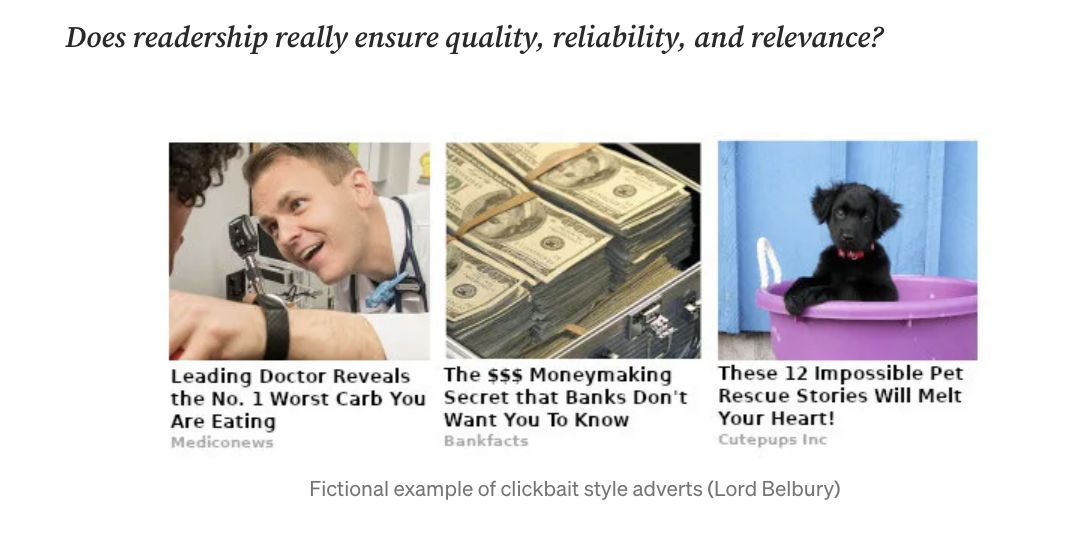 Does readership really ensure quality, reliability, and relevance?
Leading Doctor Reveals
the No. 1 Worst Carb You
Are Eating
Mediconews
The $$$ Moneymaking
Secret that Banks Don't
Want You To Know
Bankfacts
These 12 Impossible Pet
Rescue Stories Will Melt
Your Heart!
Cutepups Inc
Fictional example of clickbait style adverts (Lord Belbury)